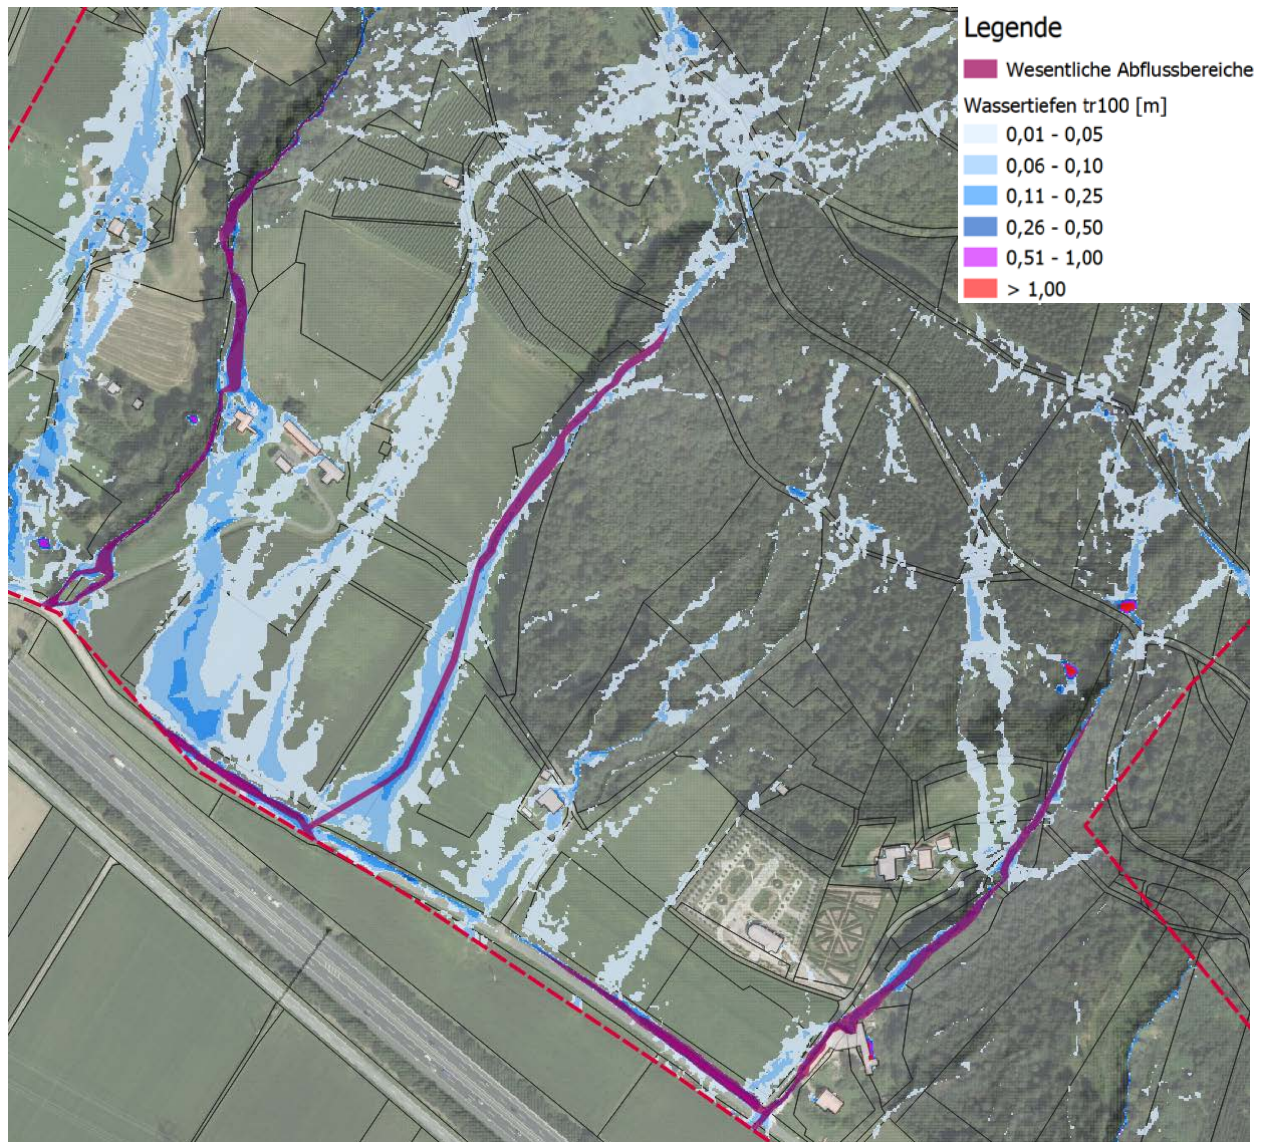 Legende
Wesentliche Abflussbereiche
Wassertiefen tr100 [m]
0,01 - 0,05
0,06 - 0,10
0,11 - 0,25
0,26 - 0,50
0,51 - 1,00
> 1,00